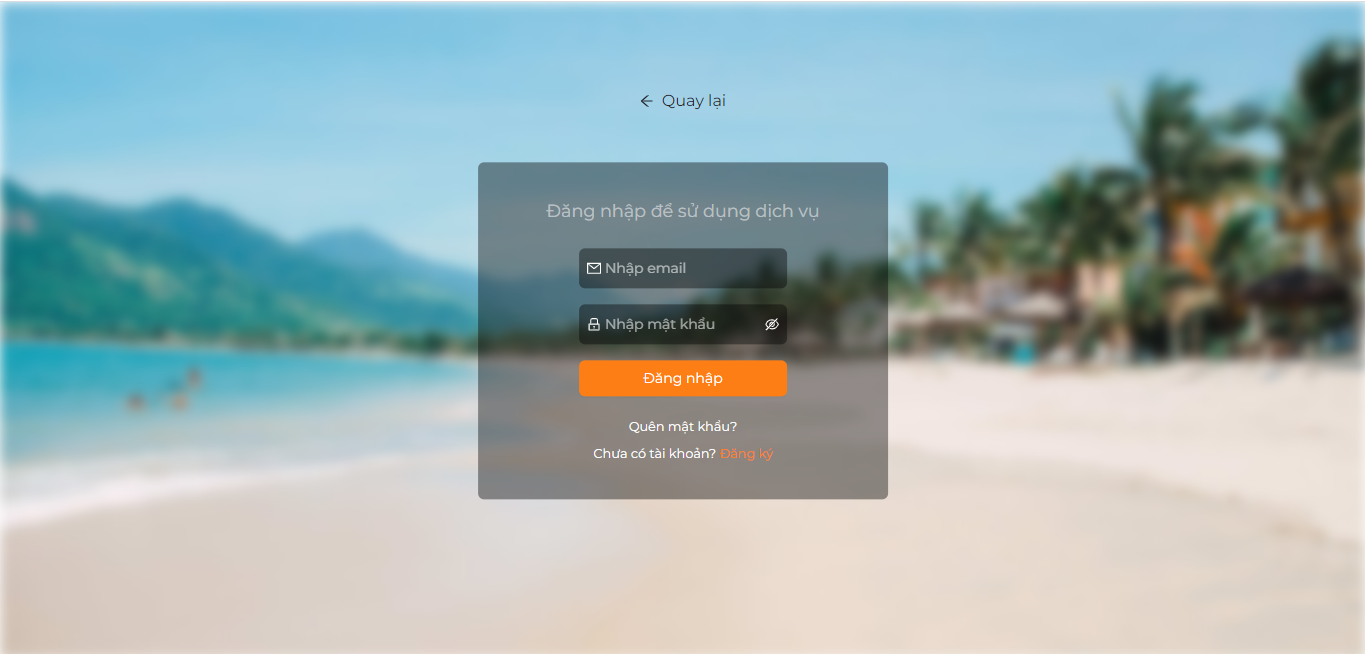 Quay lại
Đăng nhập để sử dụng dịch vụ
Nhập email
Nhập mật khẩu
Đăng nhập
Quên mật khẩu?
Chưa có tài khoản? Đăng ký